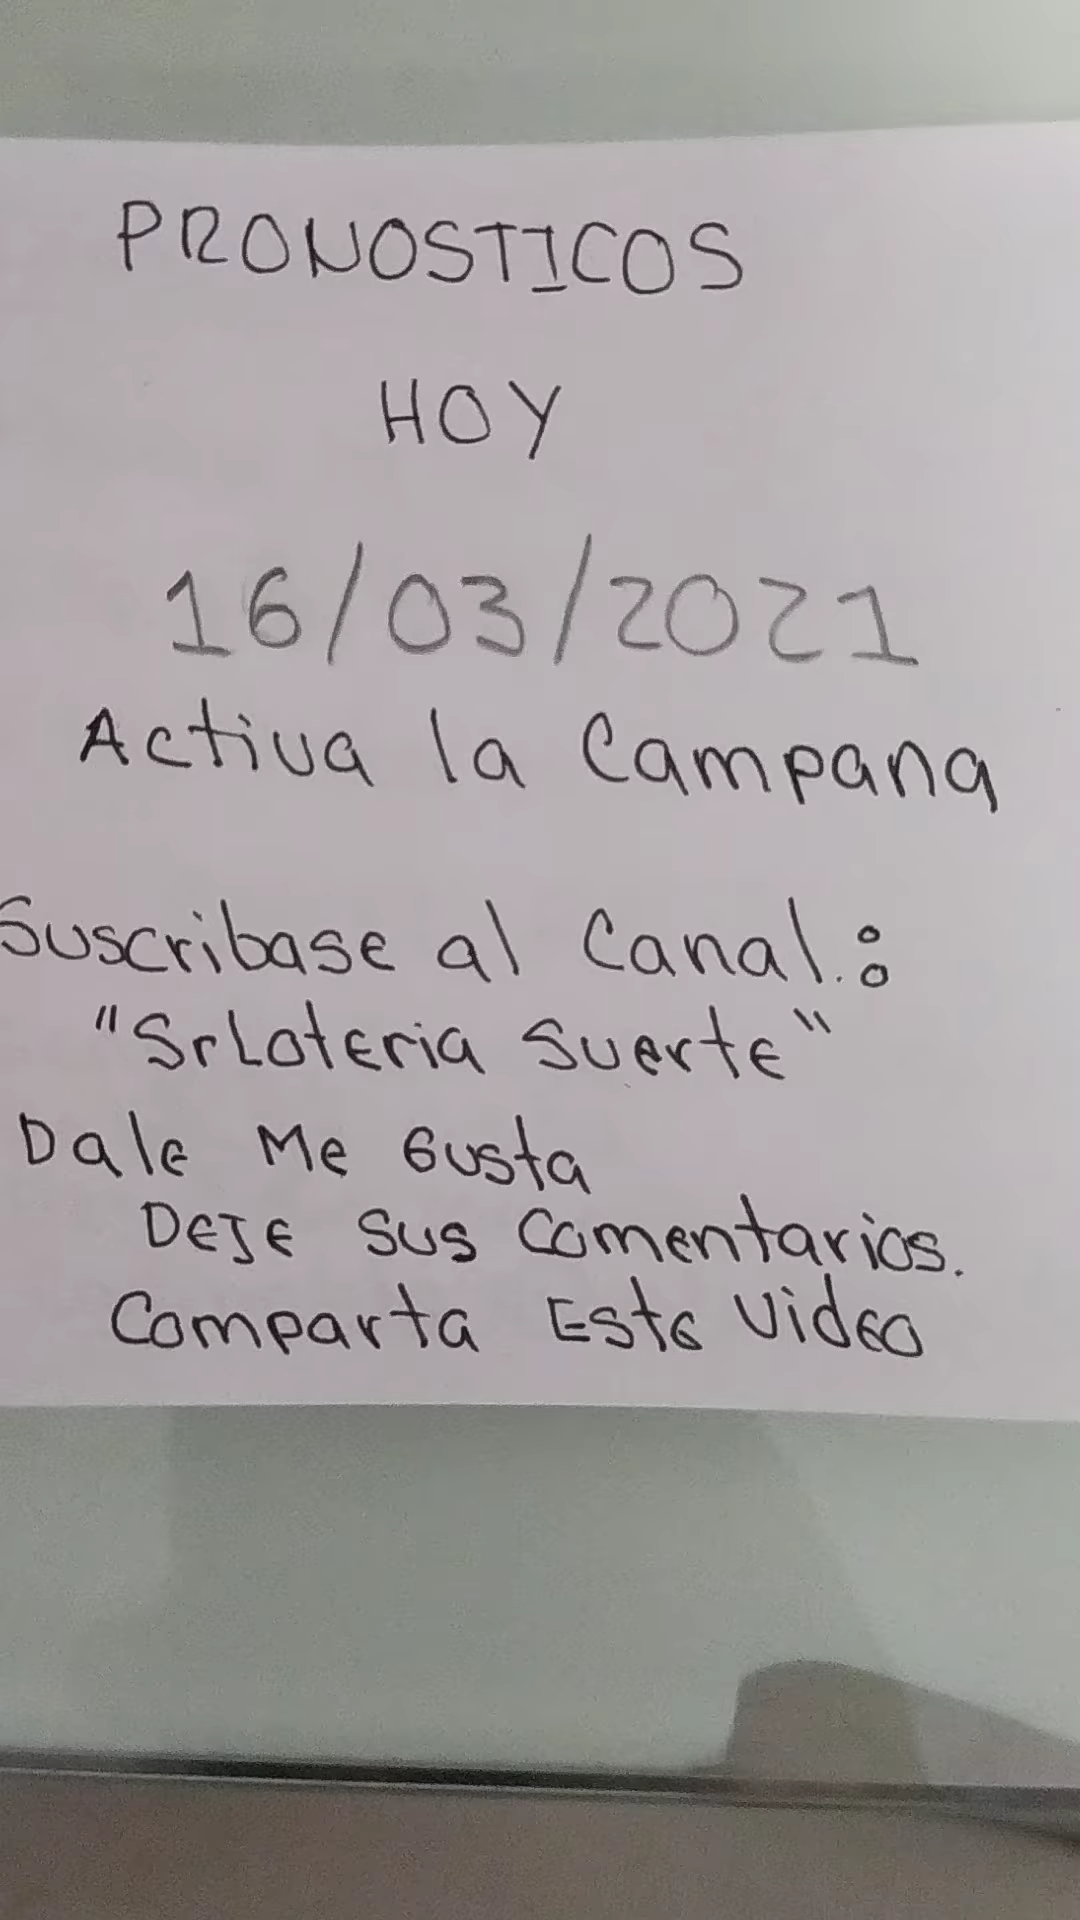 PRONOSTICOS
HOY
16/03/2021
Activa la Campana
Suscribase al Canal.:
"SrLoteria Suerte"
Dale Me Gusta
DeJe Sus Comentarios.
Comparta Este Video